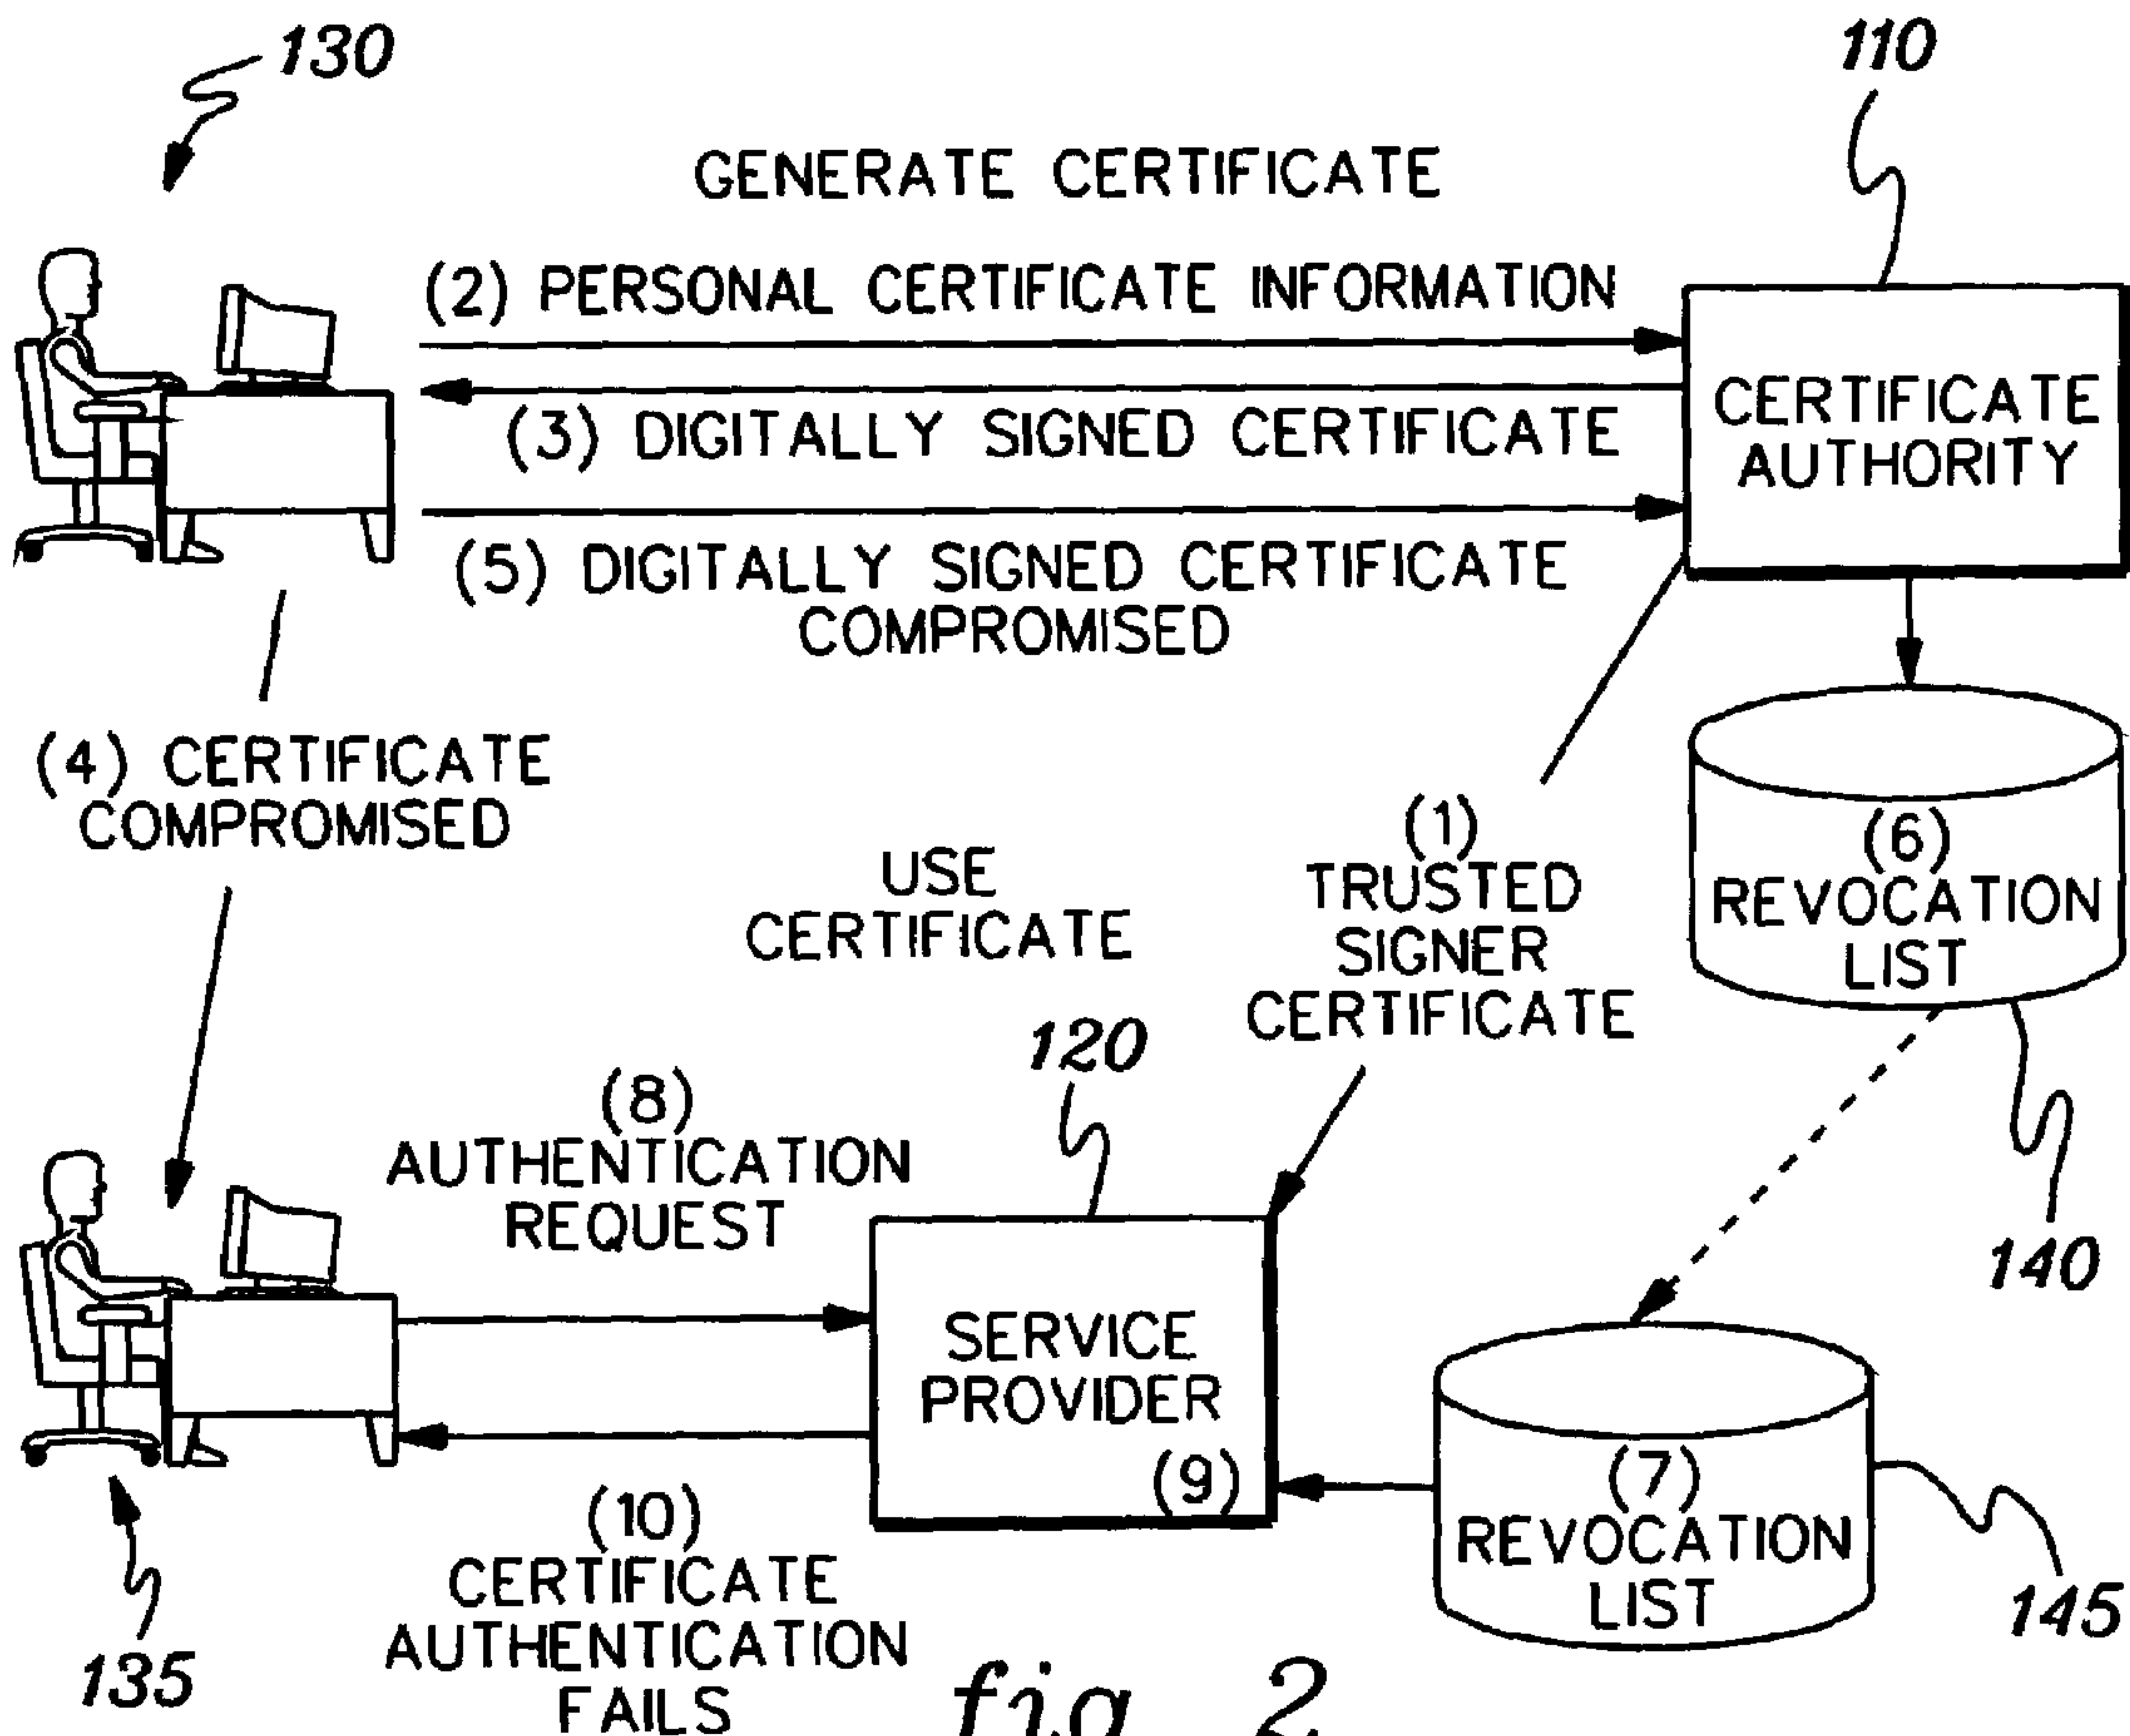 130
110
GENERATE CERTIFICATE
(2) PERSONAL CERTIFICATE INFORMATION
CERTIFICATE
AUTHORITY
(3) DIGITALLY SIGNED CERTIFICATE
(5) DIGITALLY SIGNED CERTIFICATE
COMPROMISED
(4) CERTIFICATE
COMPROMISED
(1)
TRUSTED
SIGNER
CERTIFICATE
(6)
REVOCATION
LIST
USE
CERTIFICATE
120
140
(8)
AUTHENTICATION
REQUEST
SERVICE
PROVIDER
(9)
(7)
REVOCATION
LIST
145
135
(10)
CERTIFICATE
AUTHENTICATION
FAILS
fig. 2